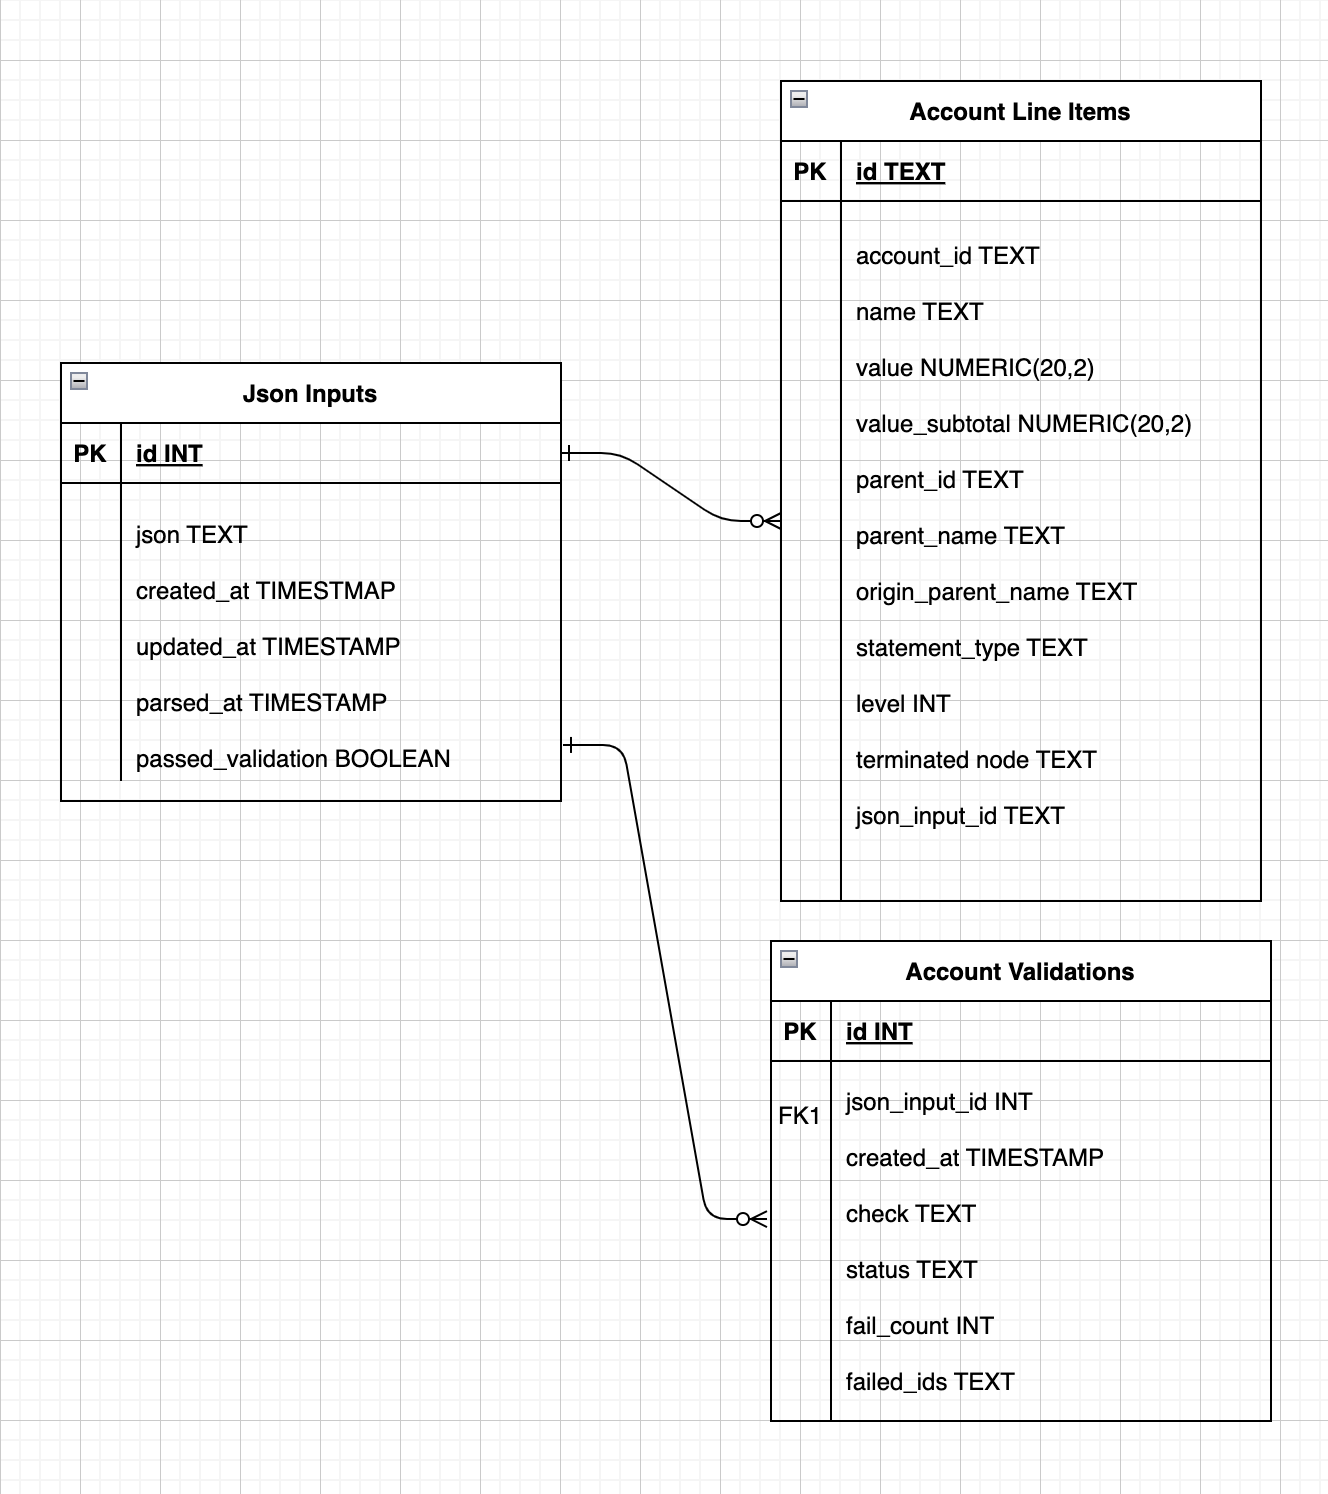 Account Line Items
PK id TEXT
account_id TEXT
name TEXT
value NUMERIC(20,2)
value_subtotal NUMERIC(20,2)
parent_id TEXT
parent_name TEXT
origin_parent_name TEXT
statement_type TEXT
level INT
terminated node TEXT
json_input_id TEXT
Json Inputs
PK id INT
json TEXT
created_at TIMESTMAP
updated_at TIMESTAMP
parsed_at TIMESTAMP
passed_validation BOOLEAN
Account Validations
PK id INT
FK1 json_input_id INT
created_at TIMESTAMP
check TEXT
status TEXT
fail_count INT
failed_ids TEXT